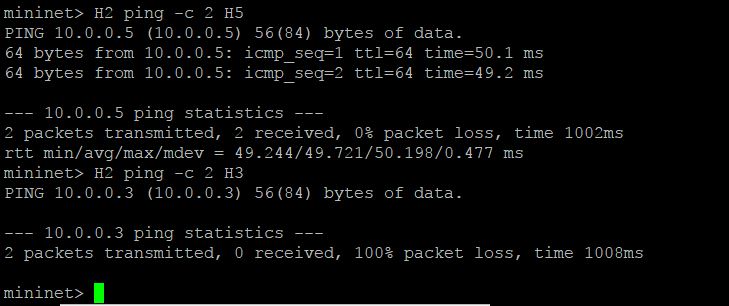 mininet> H2 ping -c 2 H5
PING 10.0.0.5 (10.0.0.5) 56(84) bytes of data.
64 bytes from 10.0.0.5: icmp_seq=1 ttl=64 time=50.1 ms
64 bytes from 10.0.0.5: icmp_seq=2 ttl=64 time=49.2 ms

--- 10.0.0.5 ping statistics ---
2 packets transmitted, 2 received, 0% packet loss, time 1002ms
rtt min/avg/max/mdev = 49.244/49.721/50.198/0.477 ms
mininet> H2 ping -c 2 H3
PING 10.0.0.3 (10.0.0.3) 56(84) bytes of data.

--- 10.0.0.3 ping statistics ---
2 packets transmitted, 0 received, 100% packet loss, time 1008ms

mininet>